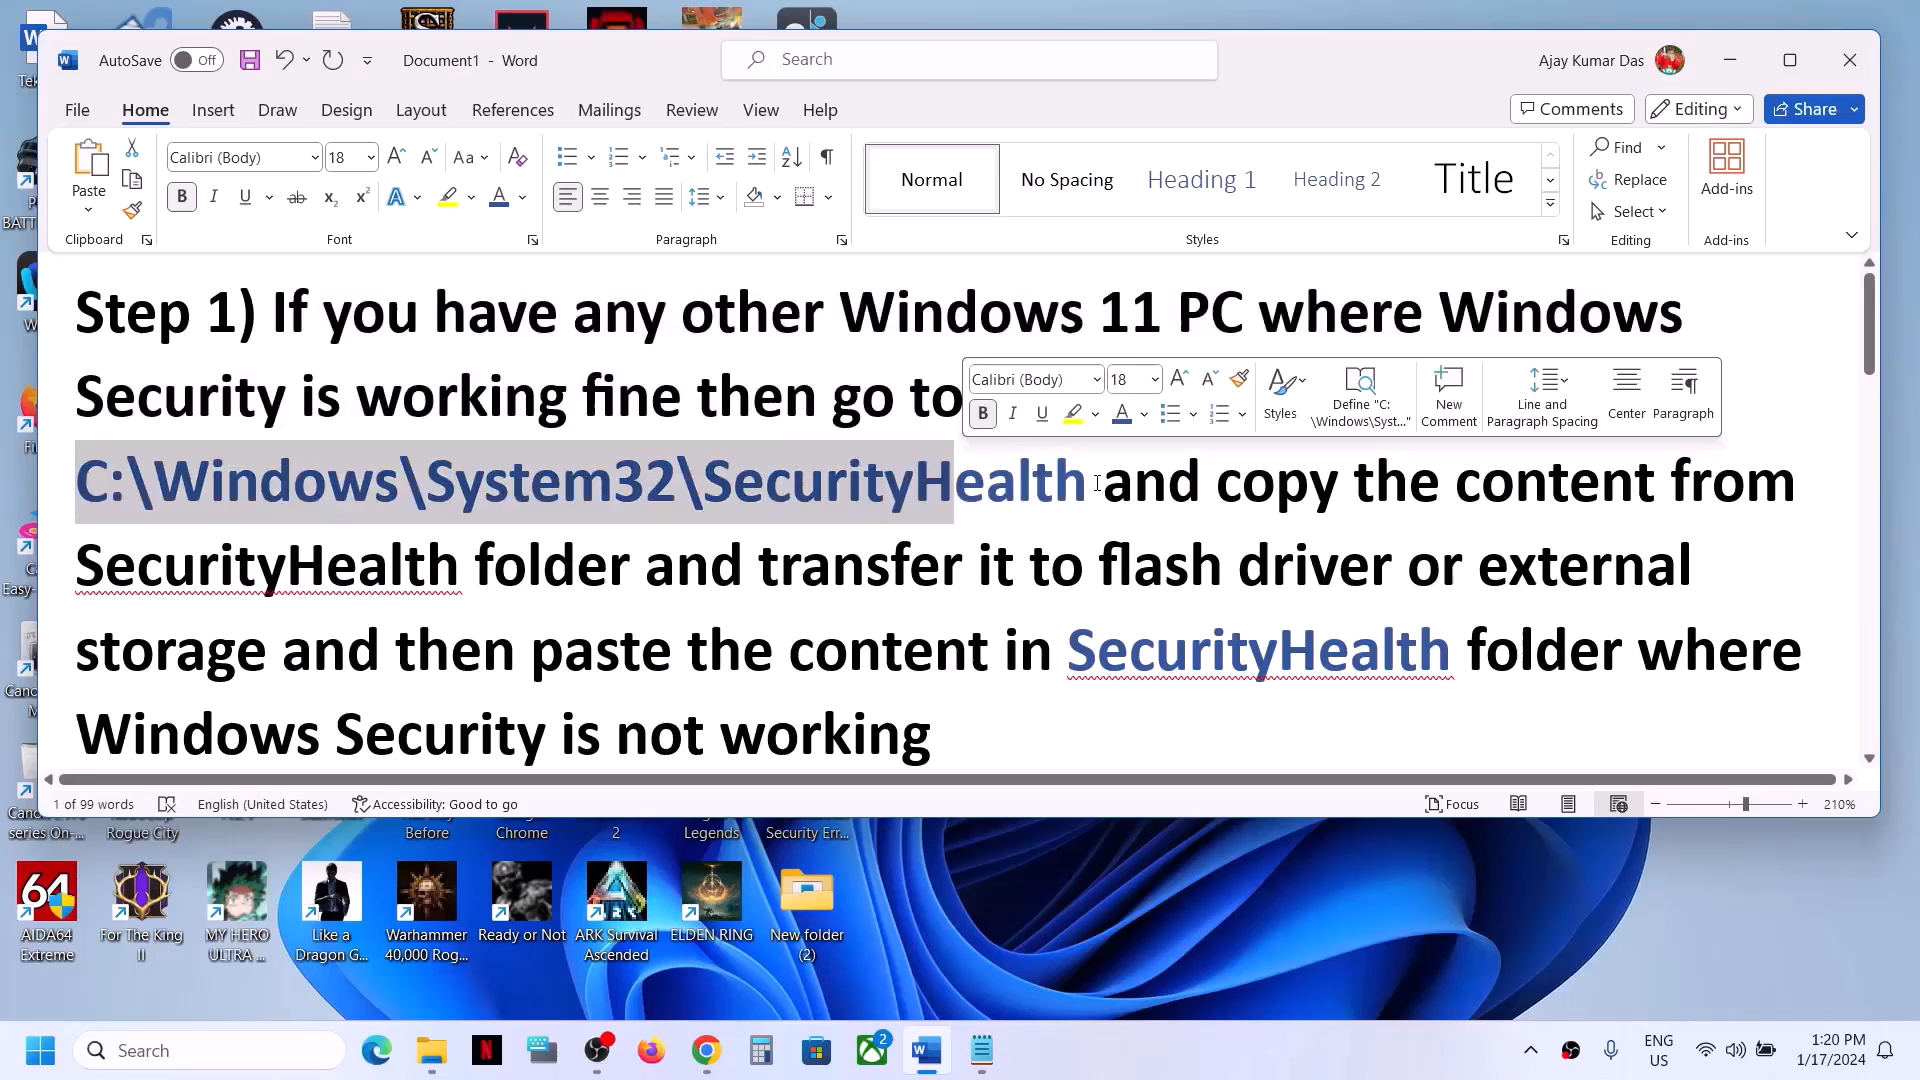 AutoSave Off Document1 - Word Search Ajay Kumar Das
File Home Insert Draw Design Layout References Mailings Review View Help Comments Editing Share
Paste Calibri (Body) 18 Aa Normal No Spacing Heading 1 Heading 2 Title Find Replace Select Add-ins
B I U ab x₂ x² A A
Clipboard Font Paragraph Styles Editing Add-ins
Step 1) If you have any other Windows 11 PC where Windows
Security is working fine then go to
Calibri (Body) 18 Styles Define "C: \Windows\Syst..." New Comment Line and Paragraph Spacing Center Paragraph
B I U A
C:\Windows\System32\SecurityHealth and copy the content from
SecurityHealth folder and transfer it to flash driver or external
storage and then paste the content in SecurityHealth folder where
Windows Security is not working
1 of 99 words English (United States) Accessibility: Good to go Focus 210%
series On-... Rogue City Before Chrome 2 Legends Security Err...
AIDA64 Extreme
For The King II
MY HERO ULTRA ...
Like a Dragon G...
Warhammer 40,000 Rog...
Ready or Not
ARK Survival Ascended
ELDEN RING
New folder (2)
Search 2 ENG US 1:20 PM 1/17/2024